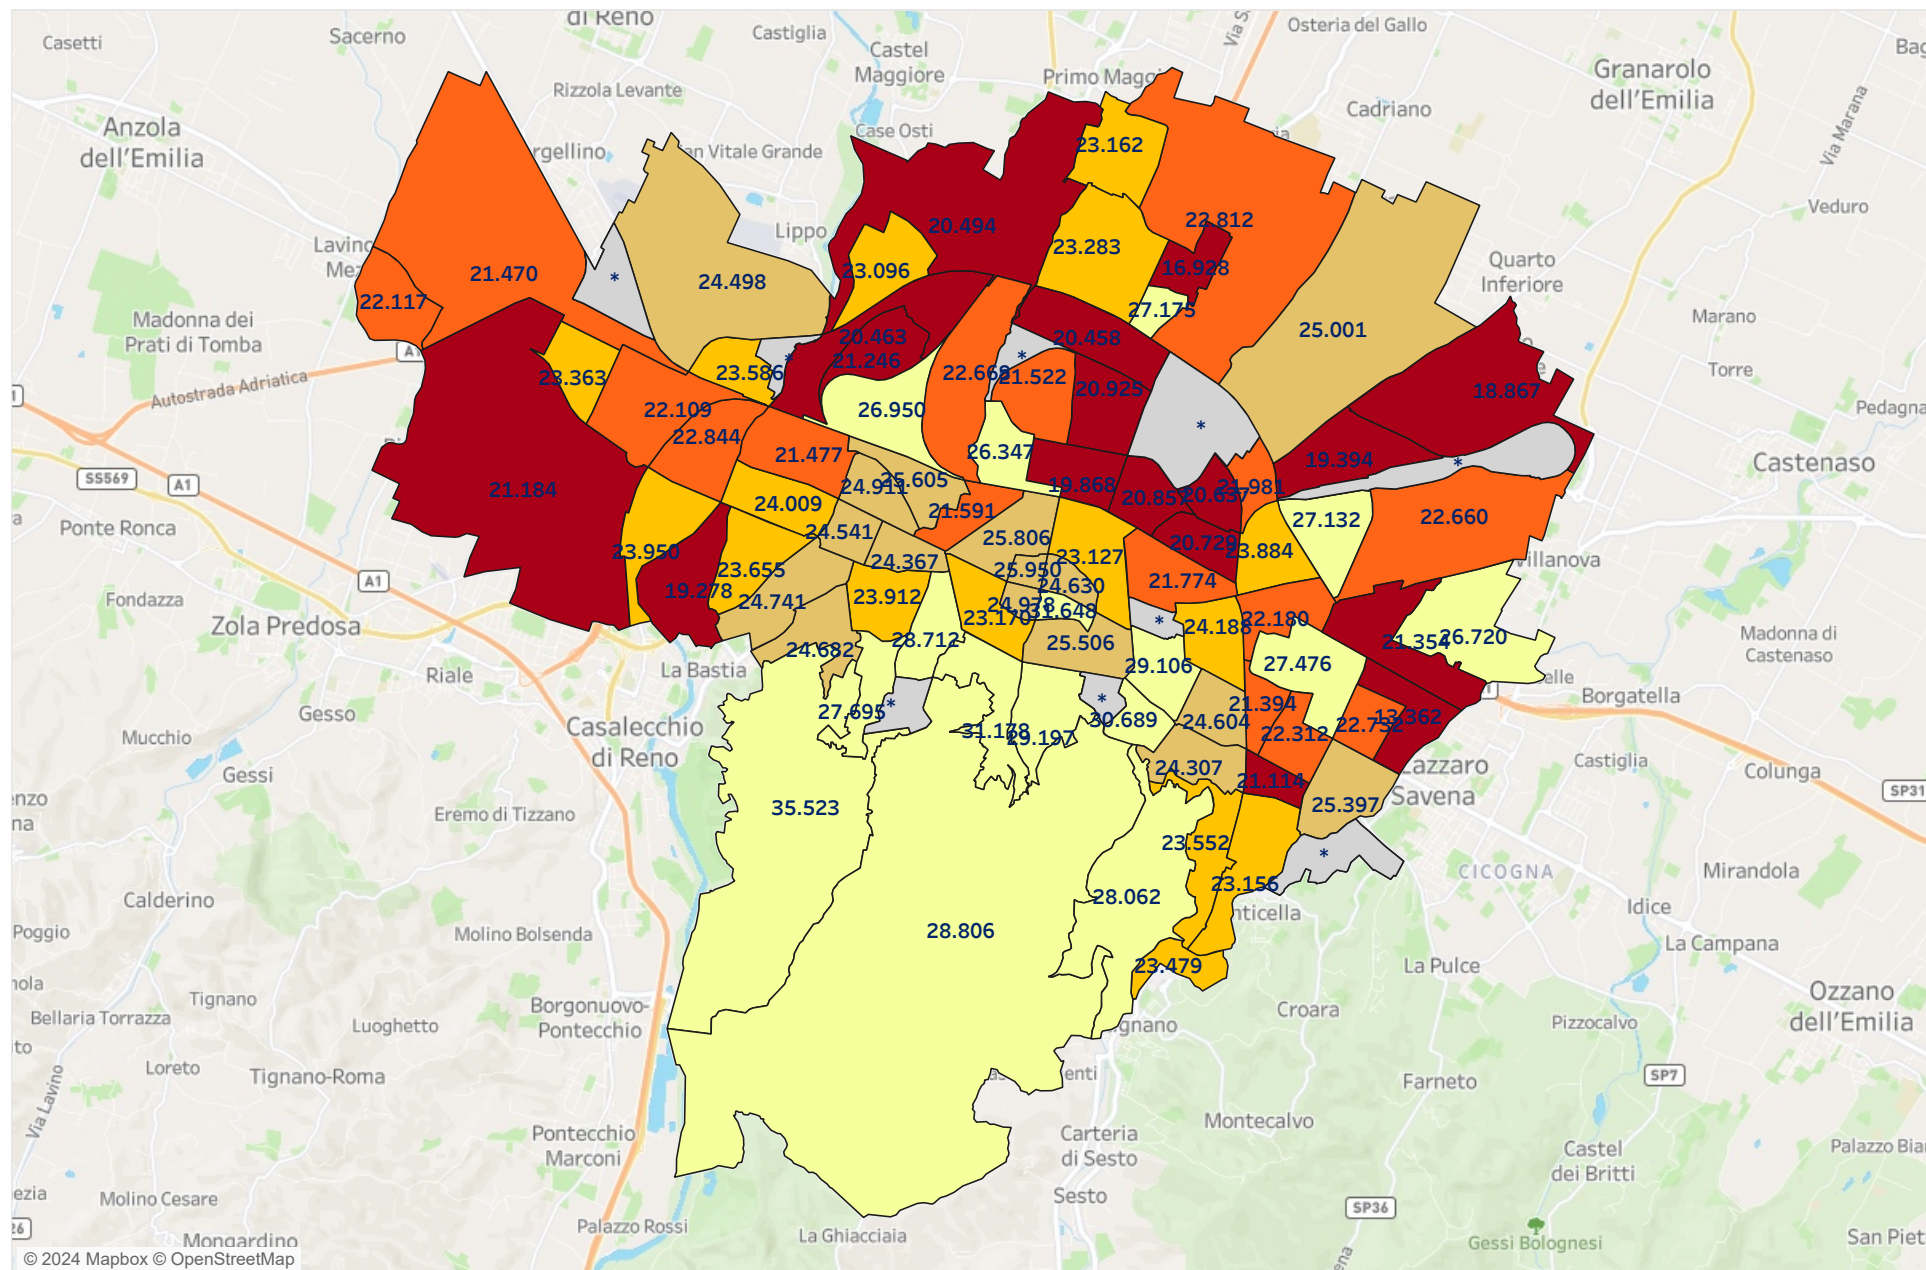 di Reno
Casetti
Sacerno
Castiglia
Osteria del Gallo
Castel
Maggiore
Primo Magg
Granarolo
dell'Emilia
Rizzola Levante
Cadriano
Via Marana
Anzola
dell'Emilia
Case Osti
23.162
rgellino
an Vitale Grande
Veduro
20.494
22.812
Lippo
23.283
Lavino
23.096
16.928
Quarto
Inferiore
21.470
*
24.498
22.117
27.175
Madonna dei
Prati di Tomba
20.463
20.458
25.001
Marano
21.246
*
*
23.363
23.586
22.668
21.522
20.925
18.867
Torre
Autostrada Adriatica
22.109
26.950
Pedagna
22.844
*
21.477
26.347
19.394
*
Castenaso
SS569
A1
21.184
24.911
25.605
19.868
20.857
20.637
21.981
24.009
21.591
27.132
22.660
Ponte Ronca
24.541
25.806
23.950
24.367
23.127
20.729
23.884
Villanova
A1
23.655
25.950
24.630
21.774
Fondazza
19.278
24.741
23.912
24.978
31.648
23.170
*
24.188
22.180
Zola Predosa
28.712
25.506
21.354
26.720
Madonna di
Castenaso
24.682
29.106
27.476
La Bastia
Riale
elle
Borgatella
27.695
*
*
21.394
Gesso
30.689
24.604
22.732
13.362
Casalecchio
di Reno
31.178
29.197
22.312
Mucchio
Castiglia
Gessi
24.307
21.114
Lazzaro
Savena
Colunga
SP31
35.523
25.397
Eremo di Tizzano
23.552
*
CICOGNA
Mirandola
23.156
Calderino
28.062
nticella
Idice
Poggio
Molino Bolsenda
28.806
La Campana
23.479
La Pulce
Tignano
Borgonuovo-
Pontecchio
Croara
Ozzano
dell'Emilia
Bellaria Torrazza
Luoghetto
gnano
Pizzocalvo
Loreto
Tignano-Roma
enti
SP7
Farneto
Via Lavino
Montecalvo
Pontecchio
Marconi
Carteria
di Sesto
Castel
dei Britti
Palazzo Bia
Molino Cesare
Sesto
SP36
Palazzo Rossi
La Ghiacciaia
Mongardino
Gessi Bolognesi
San Piet
© 2024 Mapbox © OpenStreetMap